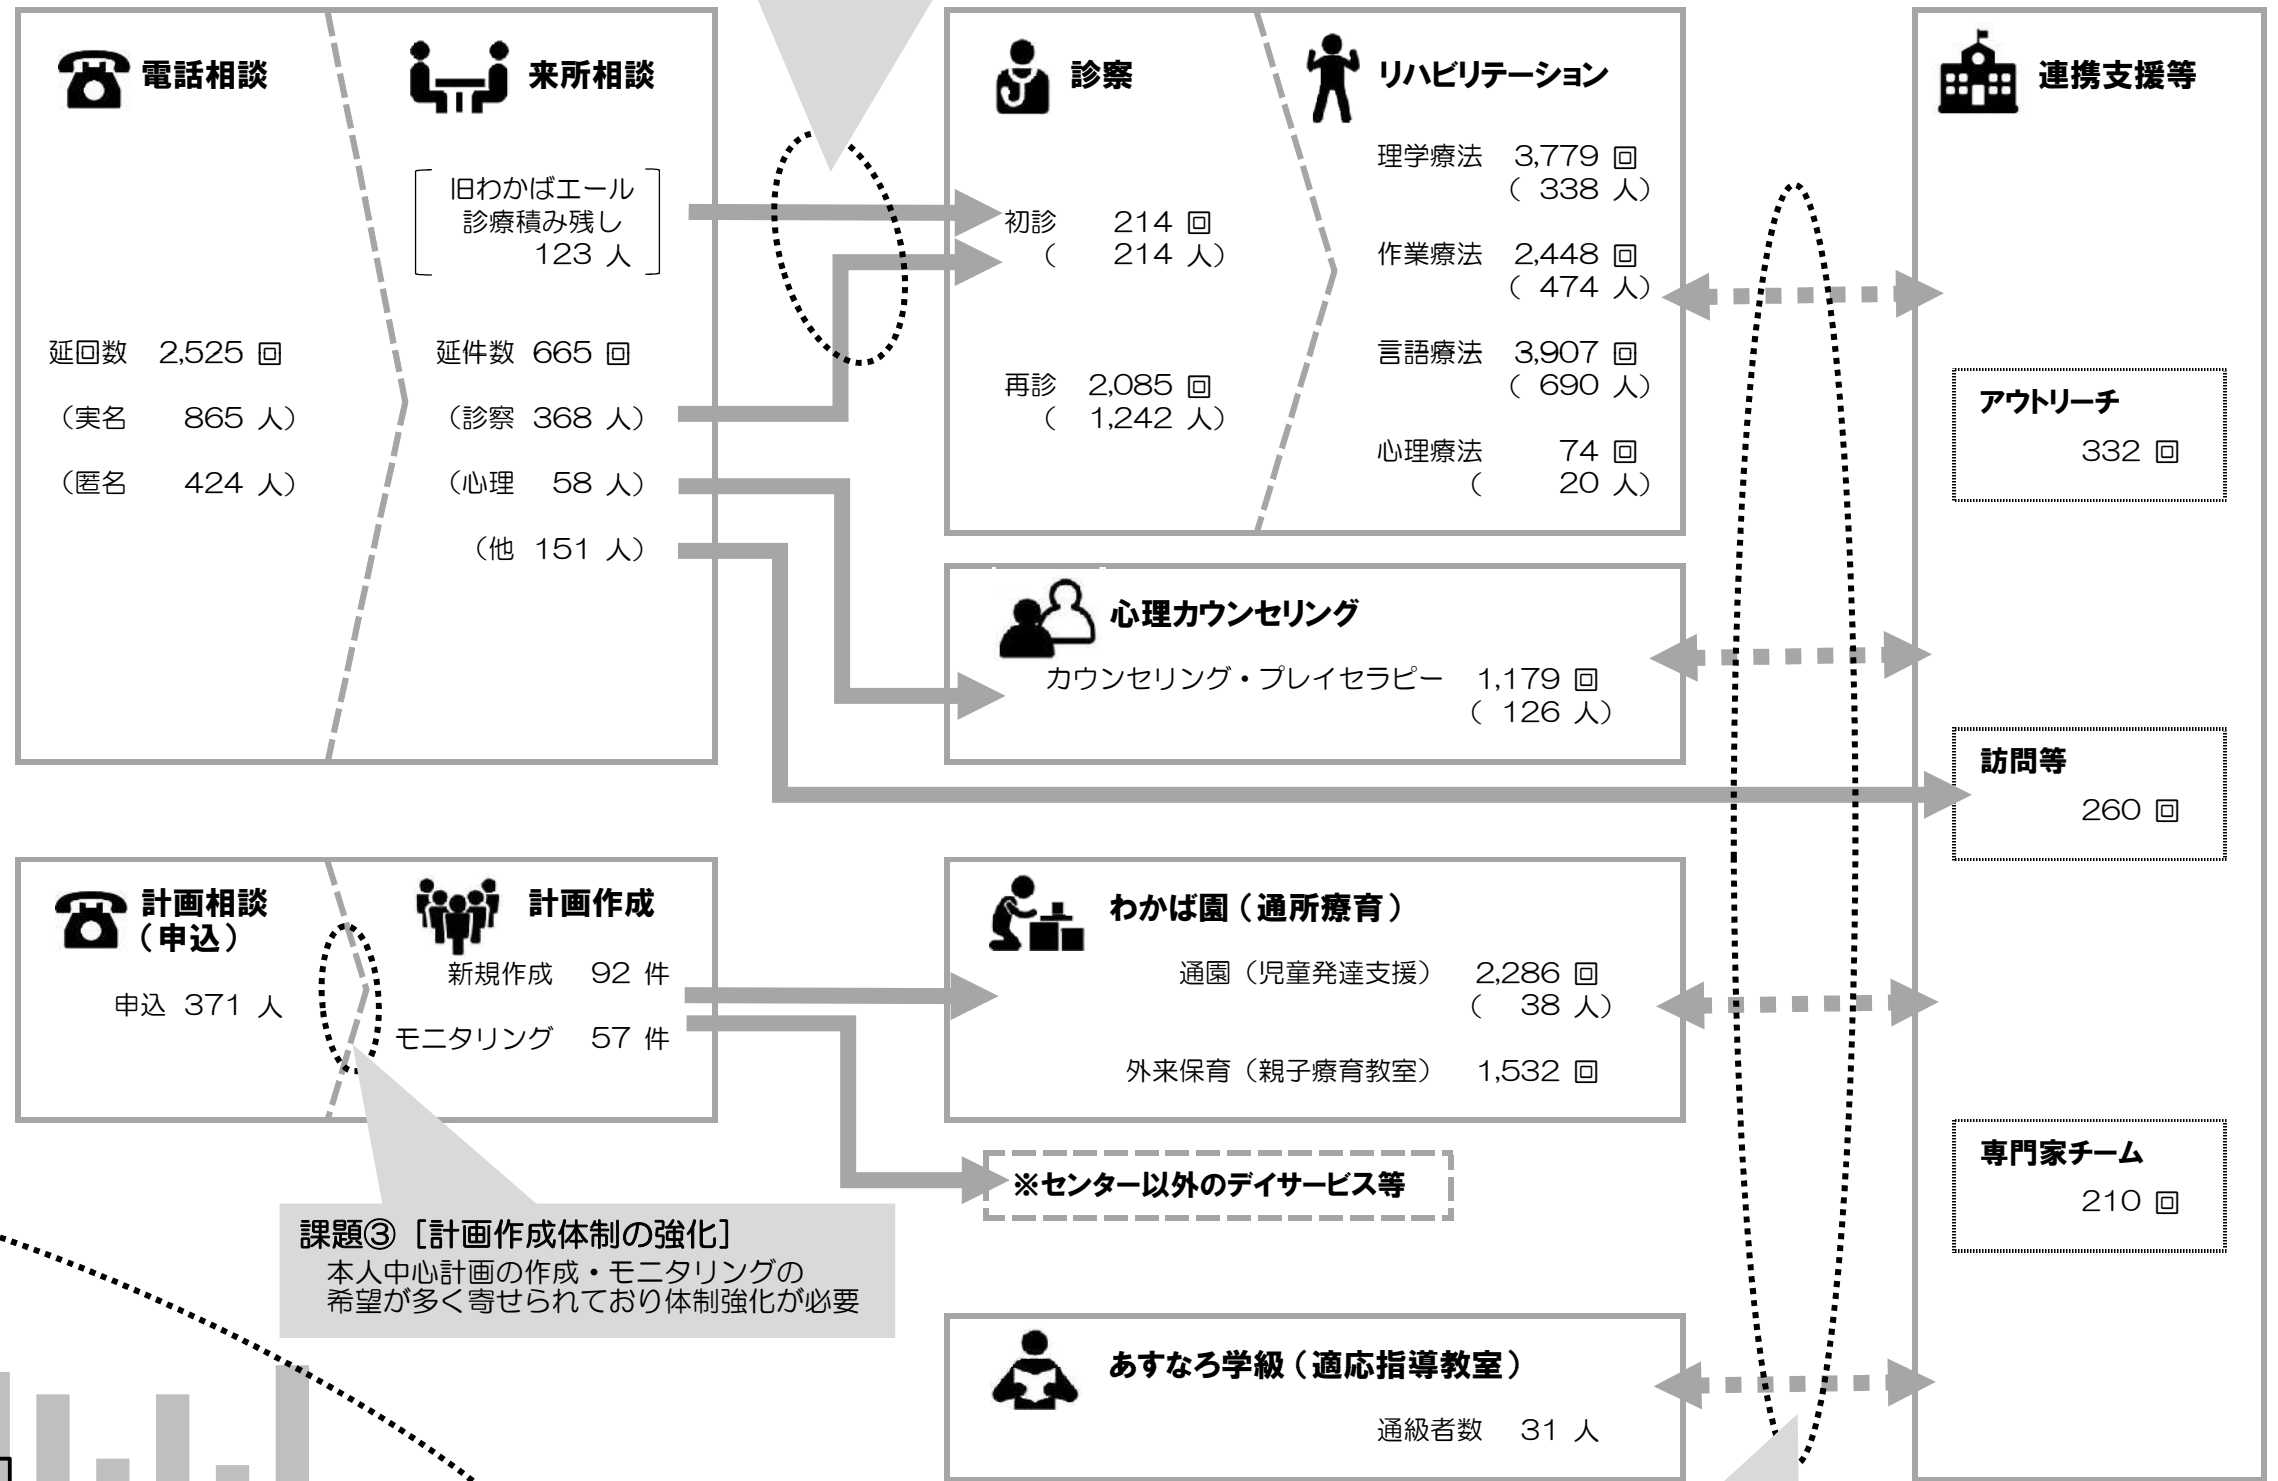 電話相談
来所相談
旧わかばエール
診療積み残し
123 人
延回数 2,525 回
（実名 865 人）
（匿名 424 人）
延件数 665 回
（診察 368 人）
（心理 58 人）
（他 151 人）
診察
初診 214 回
（ 214 人）
再診 2,085 回
（ 1,242 人）
リハビリテーション
理学療法 3,779 回
（ 338 人）
作業療法 2,448 回
（ 474 人）
言語療法 3,907 回
（ 690 人）
心理療法 74 回
（ 20 人）
心理カウンセリング
カウンセリング・プレイセラピー 1,179 回
（ 126 人）
連携支援等
アウトリーチ
332 回
訪問等
260 回
専門家チーム
210 回
計画相談
（申込）
申込 371 人
計画作成
新規作成 92 件
モニタリング 57 件
わかば園（通所療育）
通園（児童発達支援） 2,286 回
（ 38 人）
外来保育（親子療育教室） 1,532 回
※センター以外のデイサービス等
課題③［計画作成体制の強化］
本人中心計画の作成・モニタリングの
希望が多く寄せられており体制強化が必要
あすなろ学級（適応指導教室）
通級者数 31 人